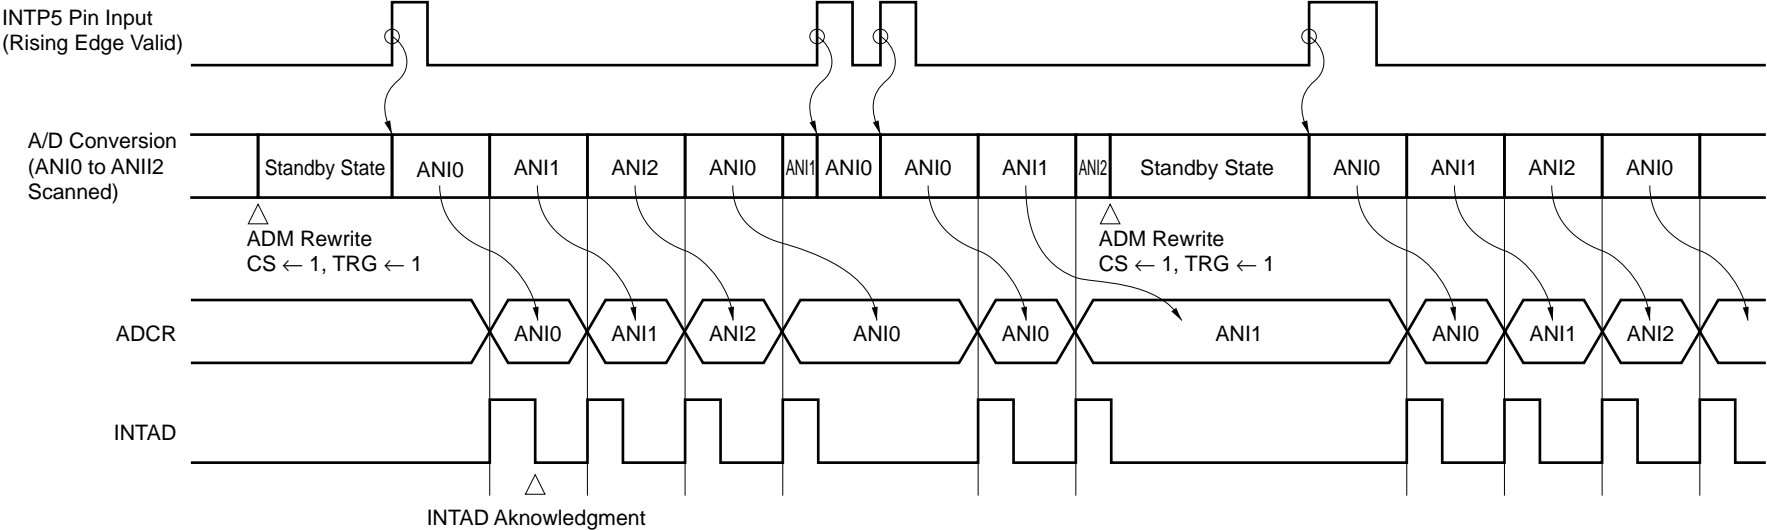 INTP5 Pin Input
(Rising Edge Valid)
A/D Conversion
(ANI0 to ANII2
Scanned)
Standby State
ANI0
ANI1
ANI2
ANI0
ANI1
ANI0
ANI0
ANI1
ANI2
Standby State
ANI0
ANI1
ANI2
ANI0
ADM Rewrite
CS ← 1, TRG ← 1
ADM Rewrite
CS ← 1, TRG ← 1
ADCR
ANI0
ANI1
ANI2
ANI0
ANI0
ANI1
ANI0
ANI1
ANI2
INTAD
INTAD Aknowledgment